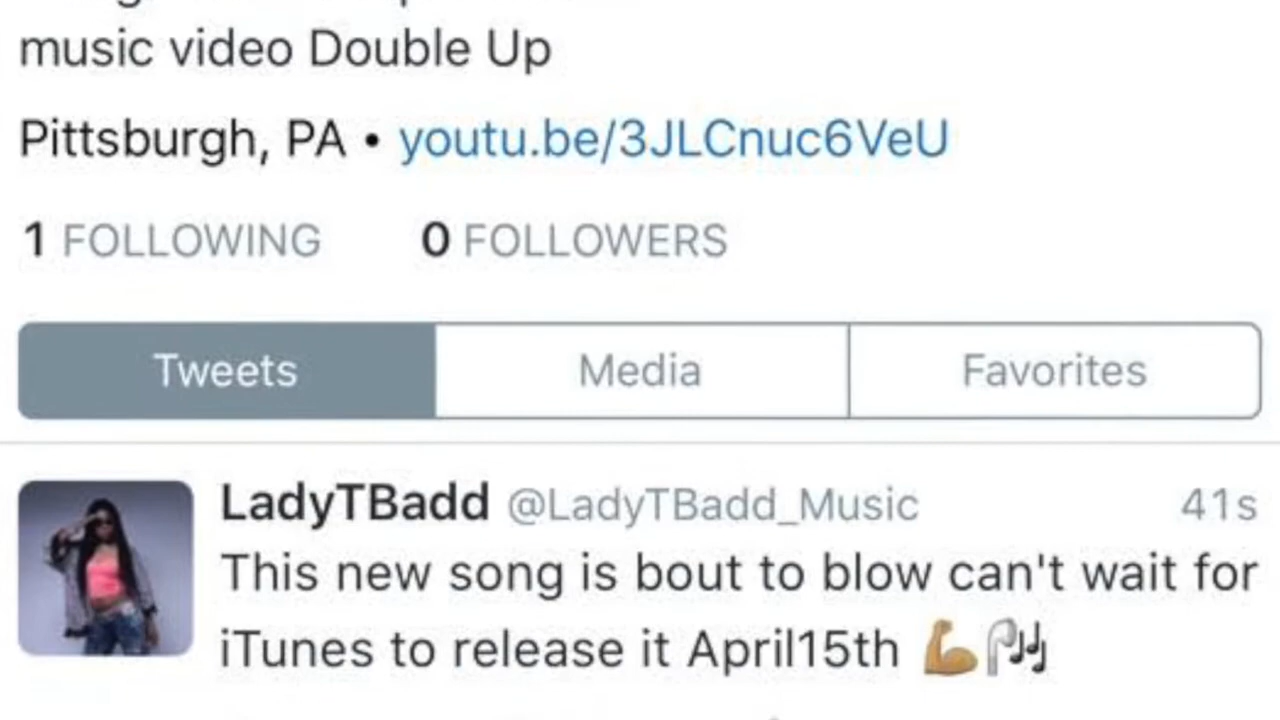 music video Double Up
Pittsburgh, PA • youtu.be/3JLCnuc6VeU
1 FOLLOWING 0 FOLLOWERS
Tweets Media Favorites
LadyTBadd @LadyTBadd_Music 41s
This new song is bout to blow can't wait for
iTunes to release it April15th 💪🏽🎧🎶